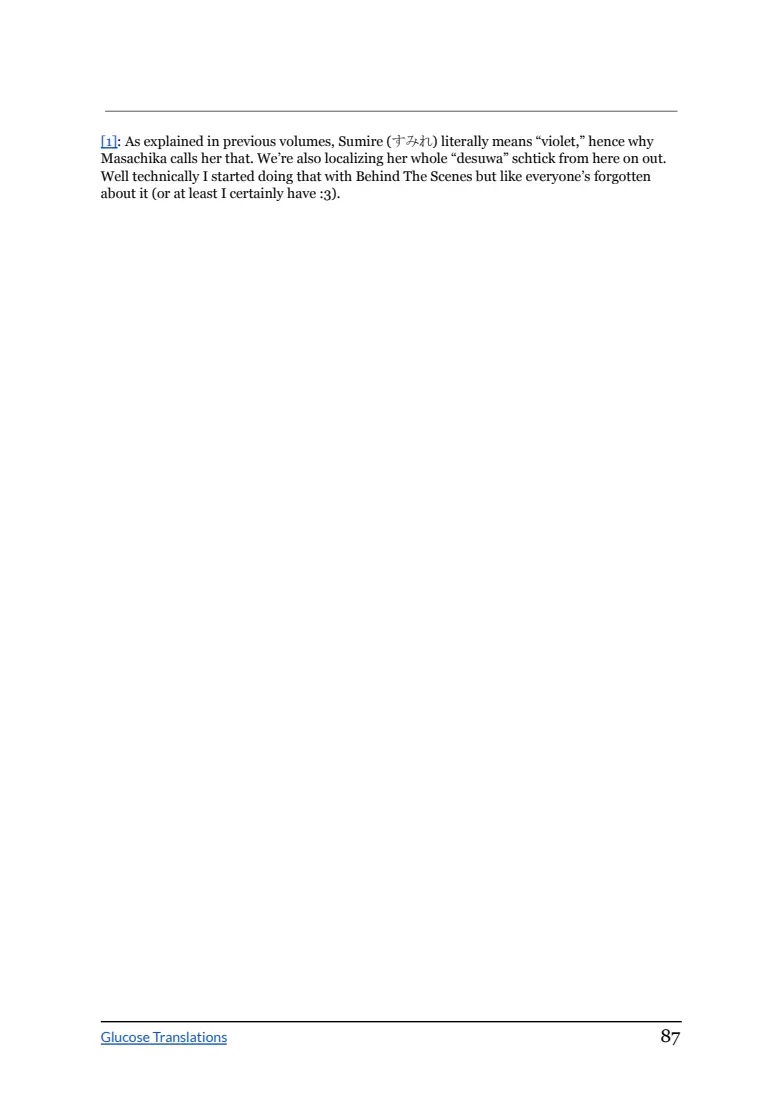 [1]: As explained in previous volumes, Sumire (すみれ) literally means “violet,” hence why
Masachika calls her that. We’re also localizing her whole “desuwa” schtick from here on out.
Well technically I started doing that with Behind The Scenes but like everyone’s forgotten
about it (or at least I certainly have :3).
Glucose Translations
87